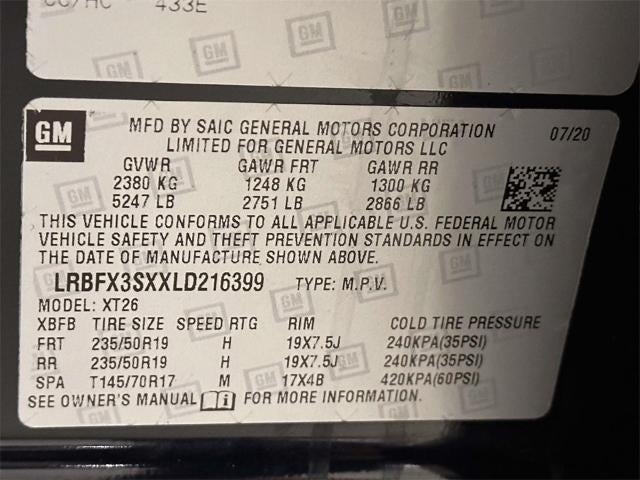 433E
GM GM GM
GM
MFD BY SAIC GENERAL MOTORS CORPORATION 07/20
LIMITED FOR GENERAL MOTORS LLC
GVWR GAWR FRT GAWR RR
2380 KG 1248 KG 1300 KG
5247 LB 2751 LB 2866 LB
THIS VEHICLE CONFORMS TO ALL APPLICABLE U.S. FEDERAL MOTOR
VEHICLE SAFETY AND THEFT PREVENTION STANDARDS IN EFFECT ON
THE DATE OF MANUFACTURE SHOWN ABOVE.
LRBFX3SXXLD216399 TYPE: M.P.V.
MODEL: XT26
XBFB TIRE SIZE SPEED RTG RIM COLD TIRE PRESSURE
FRT 235/50R19 H 19X7.5J 240KPA(35PSI)
RR 235/50R19 H 19X7.5J 240KPA(35PSI)
SPA T145/70R17 M 17X4B 420KPA(60PSI)
SEE OWNER'S MANUAL i FOR MORE INFORMATION.